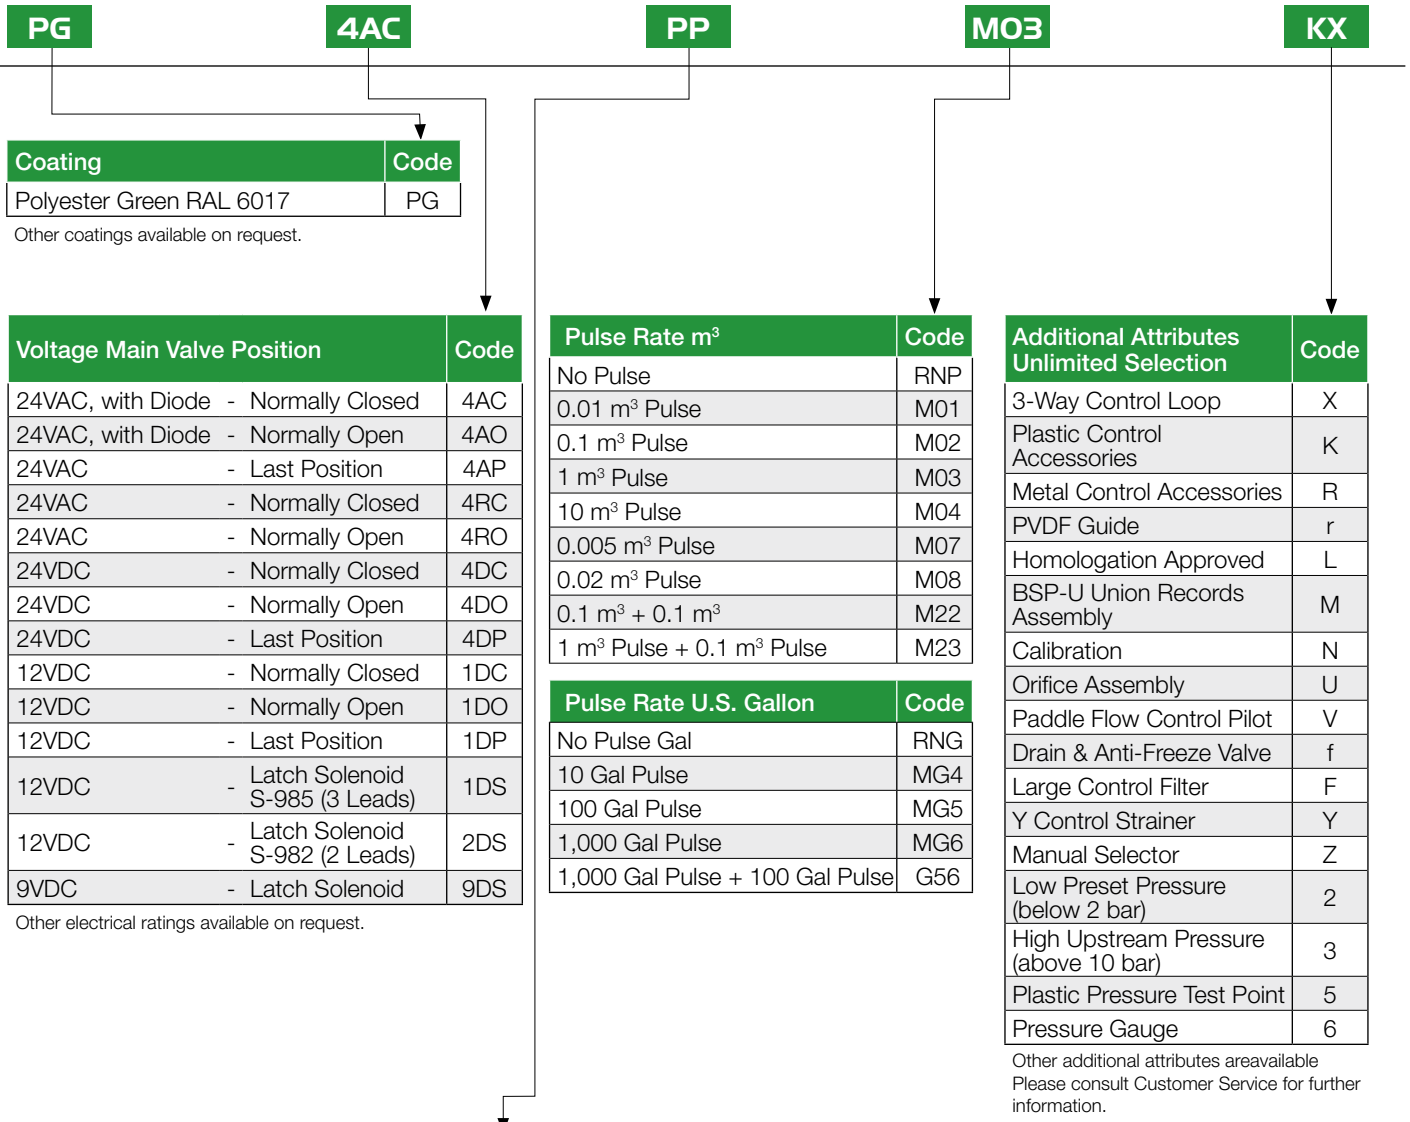 PG 4AC PP M03 KX
Coating Code
Polyester Green RAL 6017 PG
Other coatings available on request.
Voltage Main Valve Position Code
24VAC, with Diode - Normally Closed 4AC
24VAC, with Diode - Normally Open 4AO
24VAC - Last Position 4AP
24VAC - Normally Closed 4RC
24VAC - Normally Open 4RO
24VDC - Normally Closed 4DC
24VDC - Normally Open 4DO
24VDC - Last Position 4DP
12VDC - Normally Closed 1DC
12VDC - Normally Open 1DO
12VDC - Last Position 1DP
12VDC - Latch Solenoid
S-985 (3 Leads) 1DS
12VDC - Latch Solenoid
S-982 (2 Leads) 2DS
9VDC - Latch Solenoid 9DS
Other electrical ratings available on request.
Pulse Rate m³ Code
No Pulse RNP
0.01 m³ Pulse M01
0.1 m³ Pulse M02
1 m³ Pulse M03
10 m³ Pulse M04
0.005 m³ Pulse M07
0.02 m³ Pulse M08
0.1 m³ + 0.1 m³ M22
1 m³ Pulse + 0.1 m³ Pulse M23
Pulse Rate U.S. Gallon Code
No Pulse Gal RNG
10 Gal Pulse MG4
100 Gal Pulse MG5
1,000 Gal Pulse MG6
1,000 Gal Pulse + 100 Gal Pulse G56
Additional Attributes
Unlimited Selection Code
3-Way Control Loop X
Plastic Control
Accessories K
Metal Control Accessories R
PVDF Guide r
Homologation Approved L
BSP-U Union Records
Assembly M
Calibration N
Orifice Assembly U
Paddle Flow Control Pilot V
Drain & Anti-Freeze Valve f
Large Control Filter F
Y Control Strainer Y
Manual Selector Z
Low Preset Pressure
(below 2 bar) 2
High Upstream Pressure
(above 10 bar) 3
Plastic Pressure Test Point 5
Pressure Gauge 6
Other additional attributes areavailable
Please consult Customer Service for further
information.